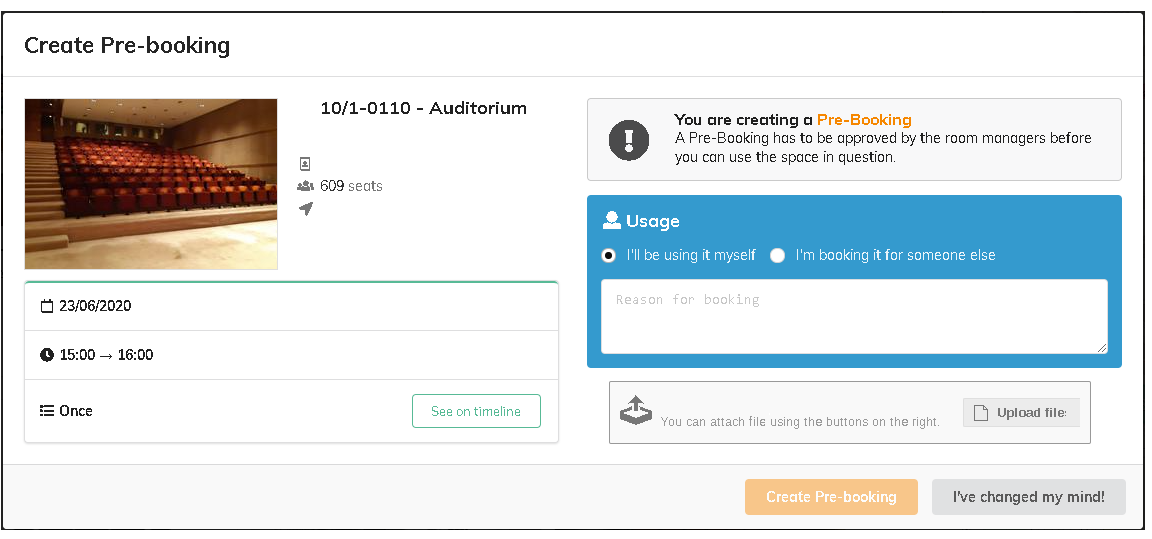 Create Pre-booking
10/1-0110 - Auditorium
609 seats
23/06/2020
15:00 → 16:00
Once
See on timeline
You are creating a Pre-Booking
A Pre-Booking has to be approved by the room managers before
you can use the space in question.
Usage
I'll be using it myself
I'm booking it for someone else
Reason for booking
You can attach file using the buttons on the right.
Upload files
Create Pre-booking
I've changed my mind!